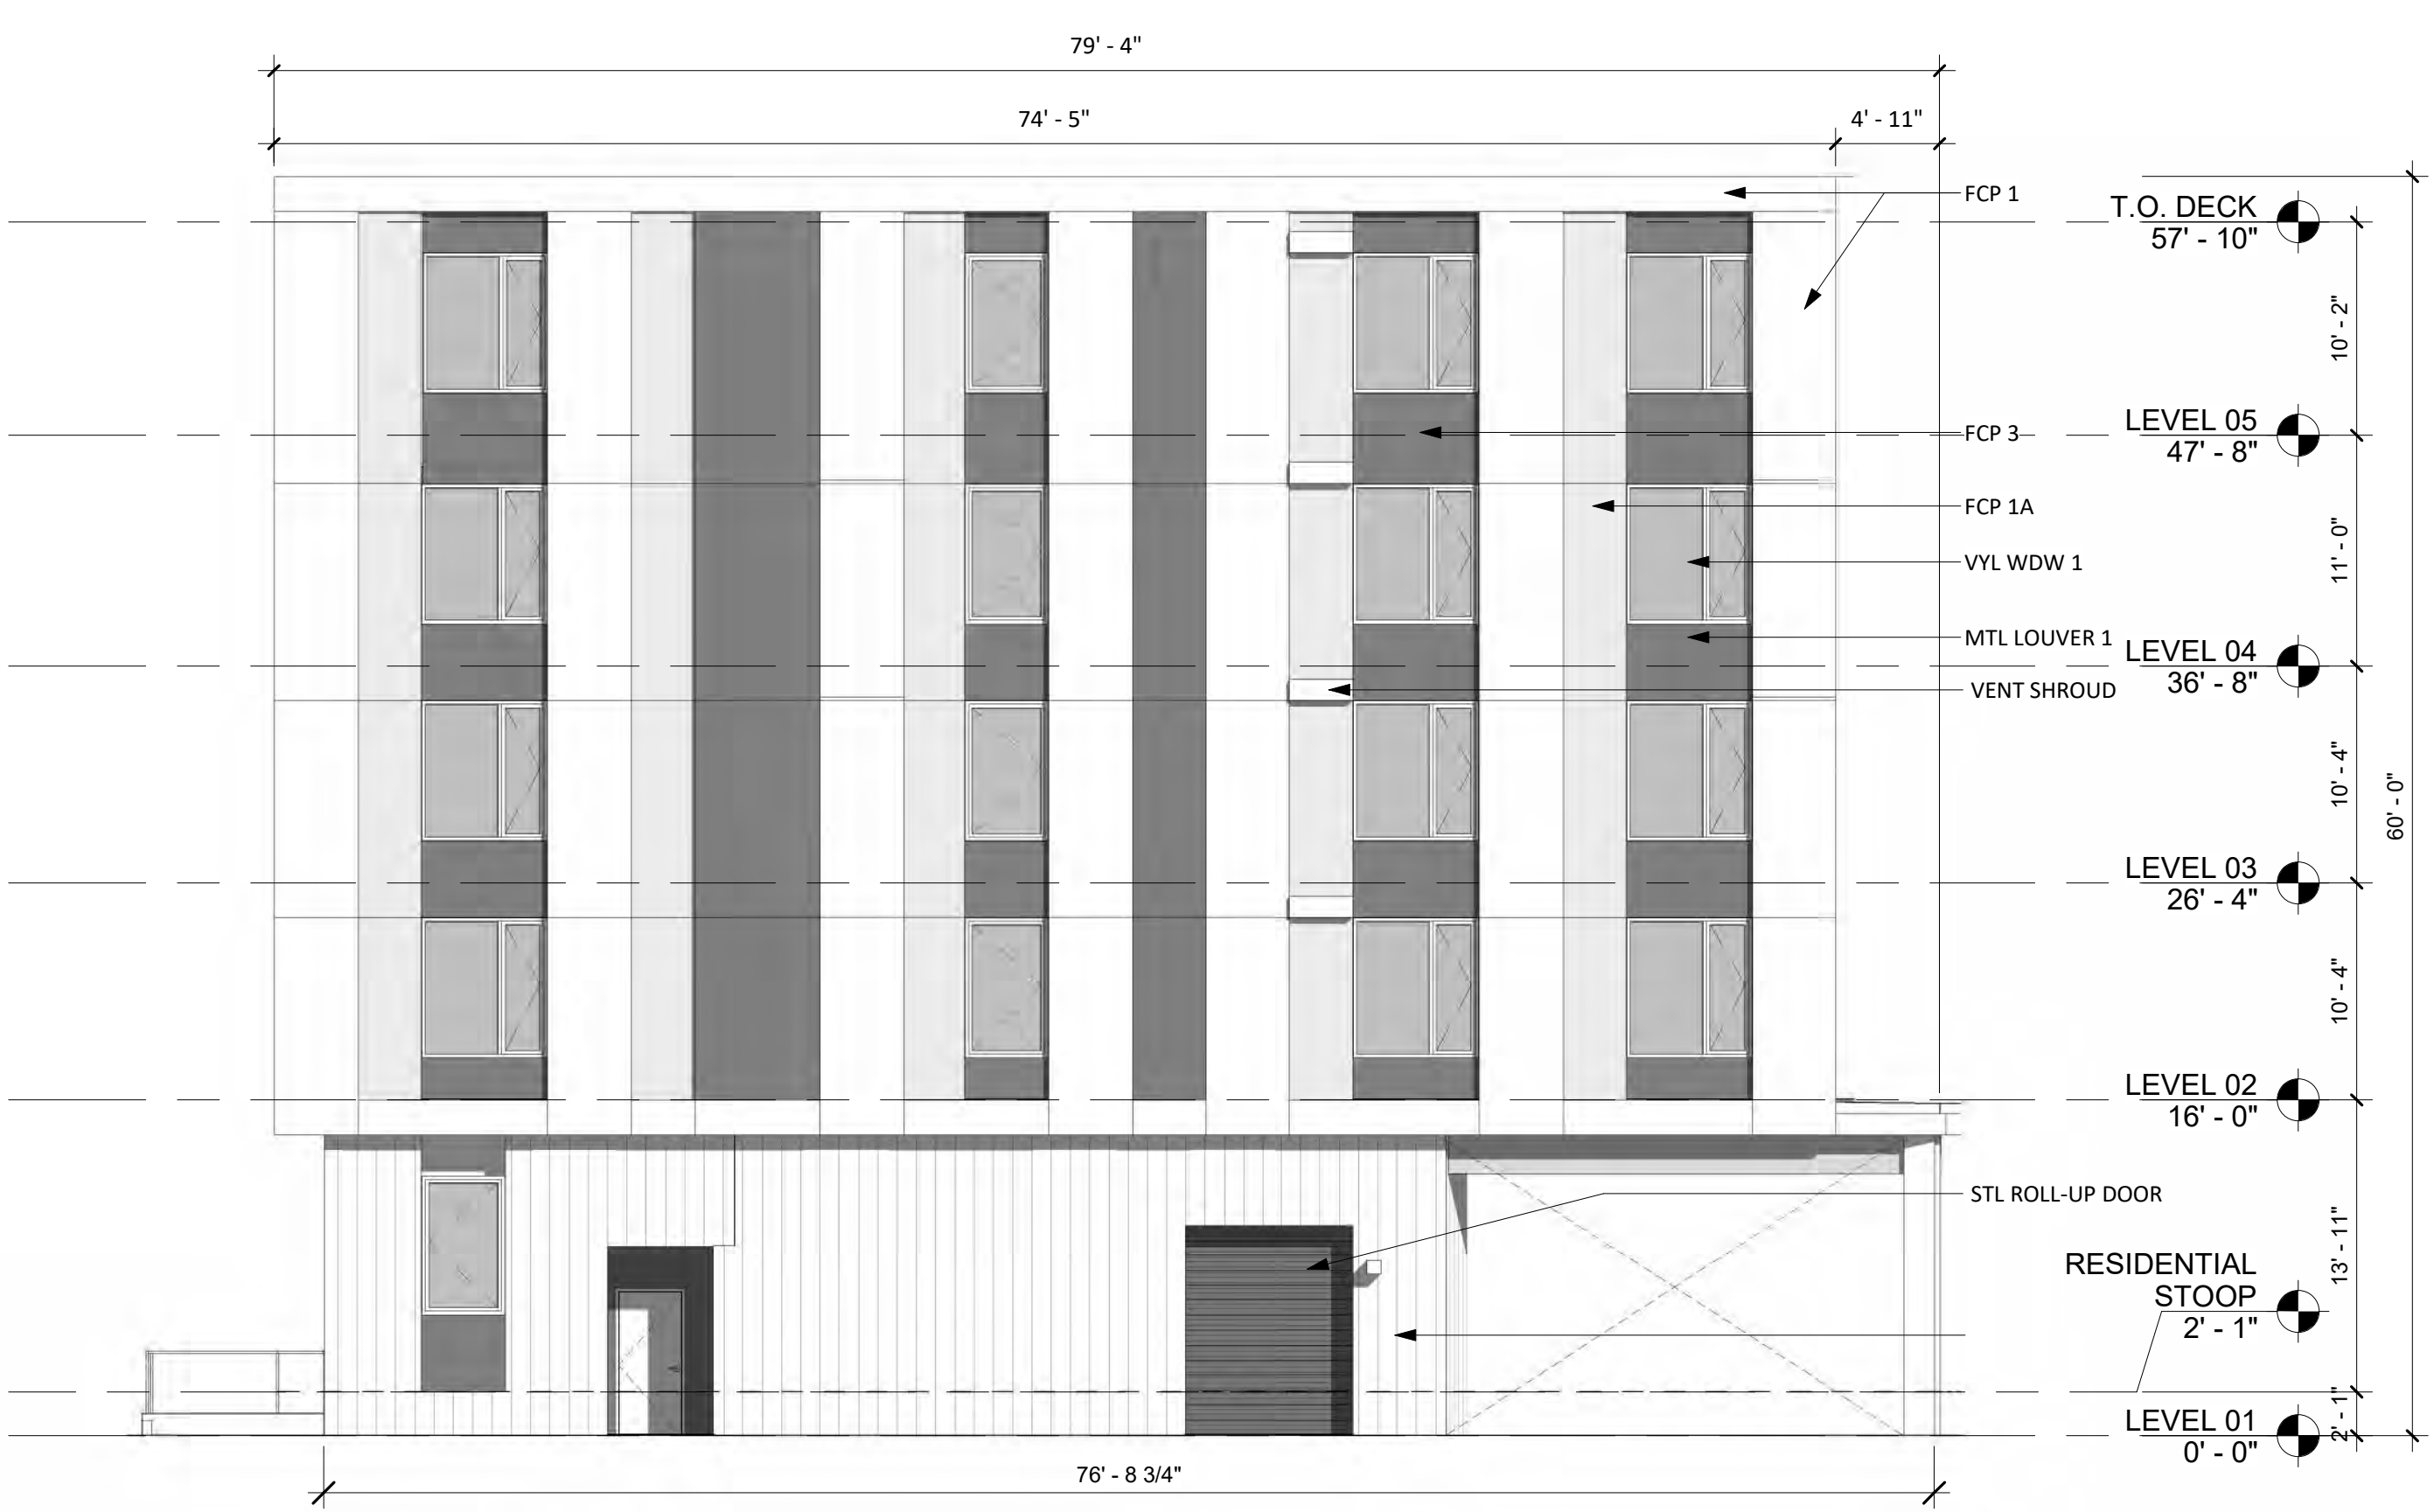 79' - 4"
74' - 5"
4' - 11"
FCP 1
T.O. DECK
57' - 10"
10' - 2"
FCP 3
LEVEL 05
47' - 8"
FCP 1A
11' - 0"
VYL WDW 1
MTL LOUVER 1
LEVEL 04
36' - 8"
VENT SHROUD
10' - 4"
60' - 0"
LEVEL 03
26' - 4"
10' - 4"
LEVEL 02
16' - 0"
STL ROLL-UP DOOR
13' - 11"
RESIDENTIAL
STOOP
2' - 1"
2' - 1"
LEVEL 01
0' - 0"
76' - 8 3/4"